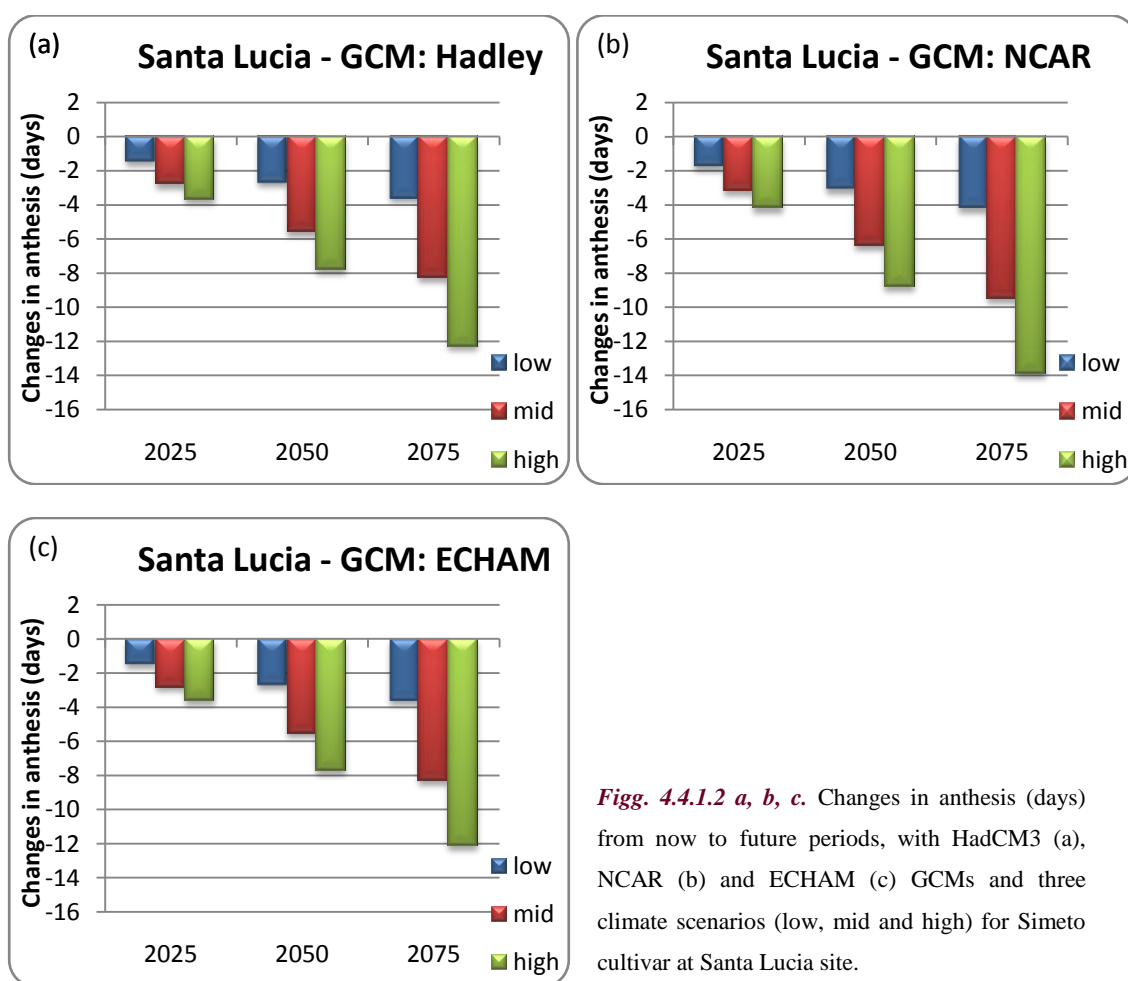 (a)
Santa Lucia - GCM: Hadley
Changes in anthesis (days)
2
0
-2
-4
-6
-8
-10
-12
-14
-16
2025 2050 2075
low
mid
high
(b)
Santa Lucia - GCM: NCAR
Changes in anthesis (days)
2
0
-2
-4
-6
-8
-10
-12
-14
-16
2025 2050 2075
low
mid
high
(c)
Santa Lucia - GCM: ECHAM
Changes in anthesis (days)
2
0
-2
-4
-6
-8
-10
-12
-14
-16
2025 2050 2075
low
mid
high
Figg. 4.4.1.2 a, b, c. Changes in anthesis (days)
from now to future periods, with HadCM3 (a),
NCAR (b) and ECHAM (c) GCMs and three
climate scenarios (low, mid and high) for Simeto
cultivar at Santa Lucia site.